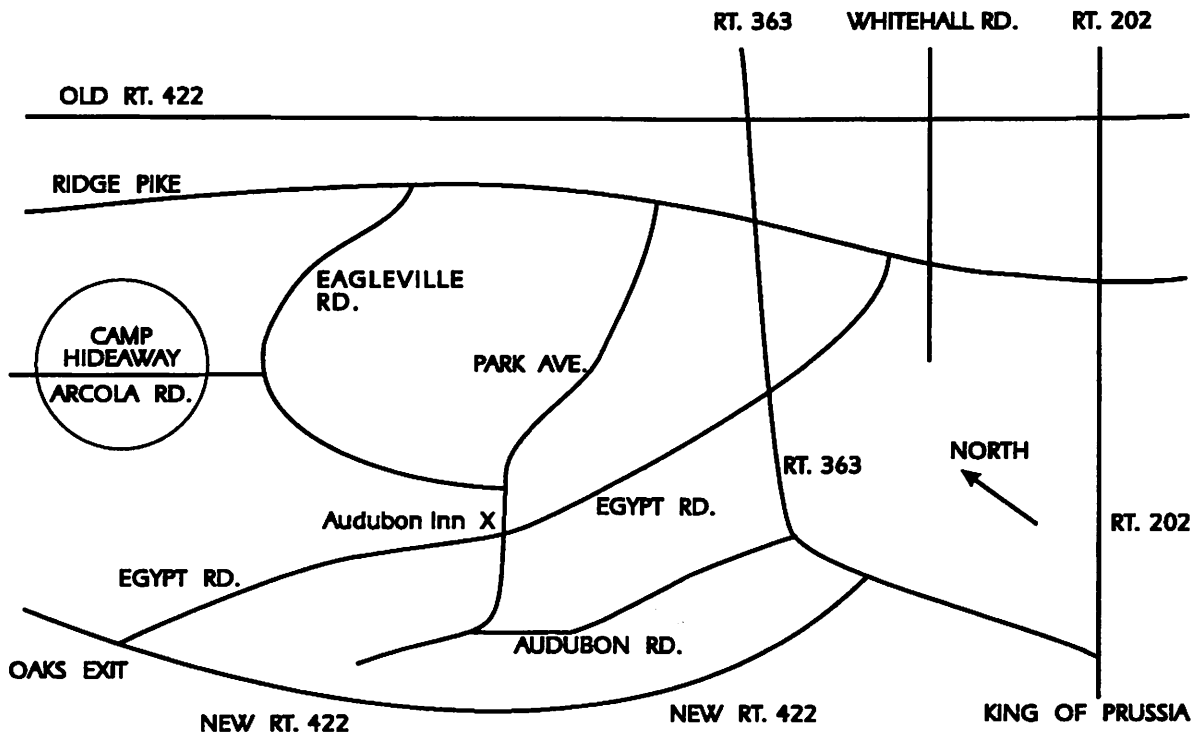 RT. 363
WHITEHALL RD.
RT. 202
OLD RT. 422
RIDGE PIKE
EAGLEVILLE
RD.
CAMP
HIDEAWAY
ARCOLA RD.
PARK AVE.
NORTH
RT. 363
EGYPT RD.
Audubon Inn X
RT. 202
EGYPT RD.
AUDUBON RD.
OAKS EXIT
NEW RT. 422
NEW RT. 422
KING OF PRUSSIA